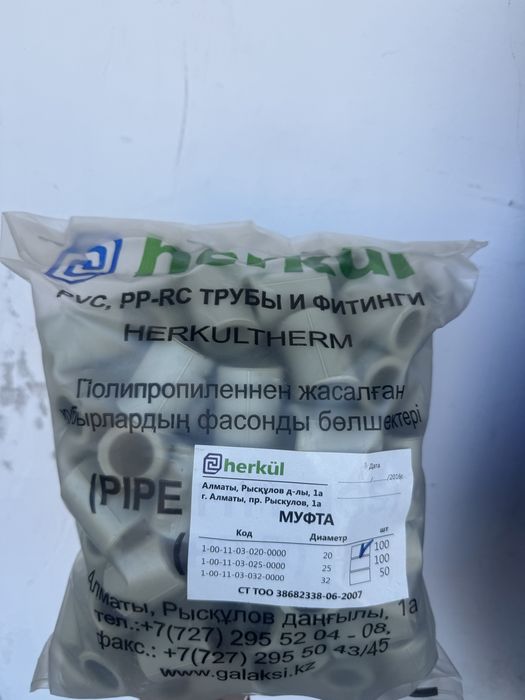 herkül
PVC, PP-RC ТРУБЫ И ФИТИНГИ
HERKULTHERM
Полипропиленнен жасалған
құбырлардың фасонды бөлшектері
(PIPE
herkül
Дата
Алматы, Рысқұлов д-лы, 1а
г. Алматы, пр. Рыскулов, 1а
МУФТА
Код Диаметр шт
1-00-11-03-020-0000 20 100
1-00-11-03-025-0000 25 100
1-00-11-03-032-0000 32 50
СТ ТОО 38682338-06-2007
Алматы, Рысқұлов даңғылы, 1а
тел.:+7(727) 295 52 04 - 08,
факс.: +7(727) 295 50 43/45
www.galaksi.kz